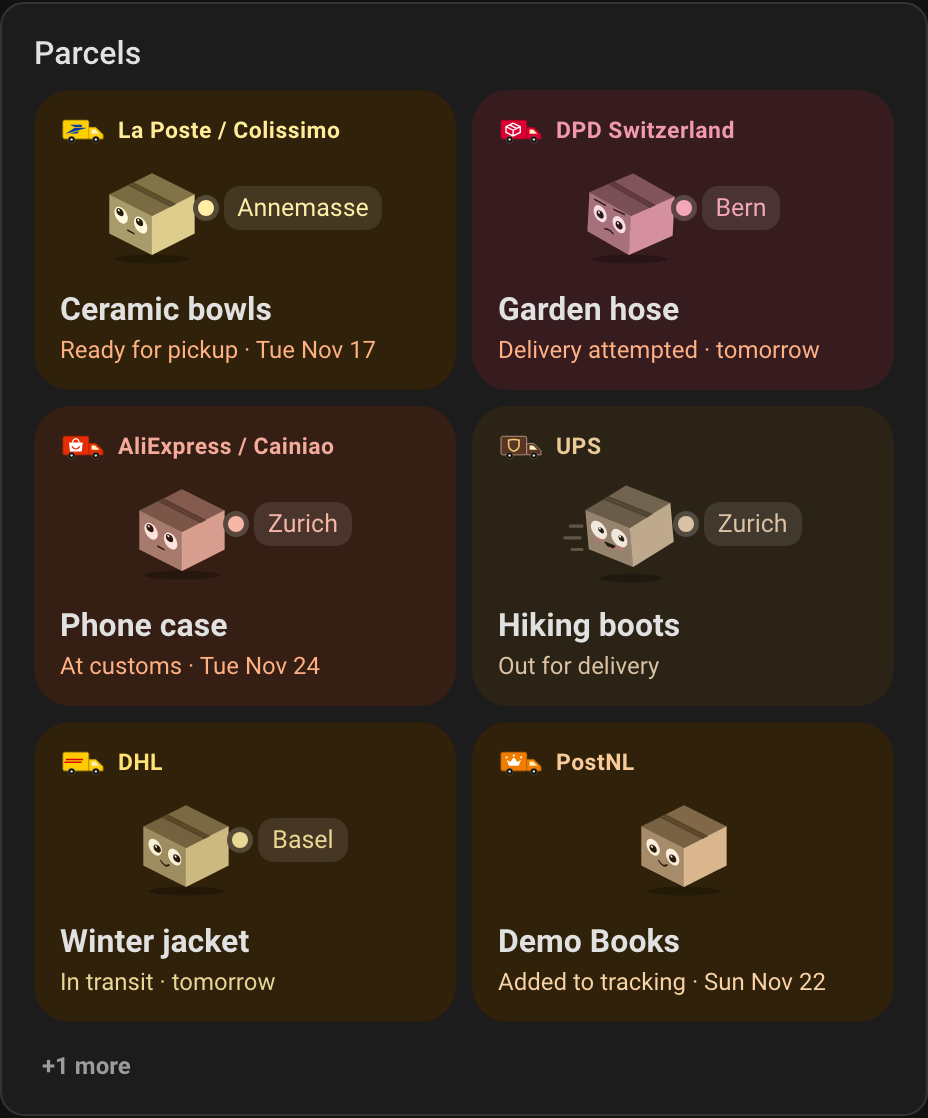 Parcels
La Poste / Colissimo
Annemasse
Ceramic bowls
Ready for pickup · Tue Nov 17
DPD Switzerland
Bern
Garden hose
Delivery attempted · tomorrow
AliExpress / Cainiao
Zurich
Phone case
At customs · Tue Nov 24
UPS
Zurich
Hiking boots
Out for delivery
DHL
Basel
Winter jacket
In transit · tomorrow
PostNL
Demo Books
Added to tracking · Sun Nov 22
+1 more